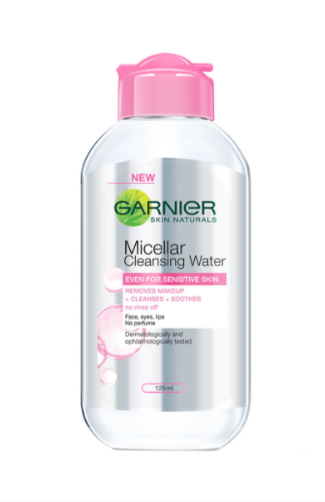 NEW
GARNIER
SKIN NATURALS
Micellar
Cleansing Water
EVEN FOR SENSITIVE SKIN
REMOVES MAKEUP
+ CLEANSES + SOOTHES
no rinse off
Face, eyes, lips
No perfume
Dermatologically and
ophtalmologically tested
125ml